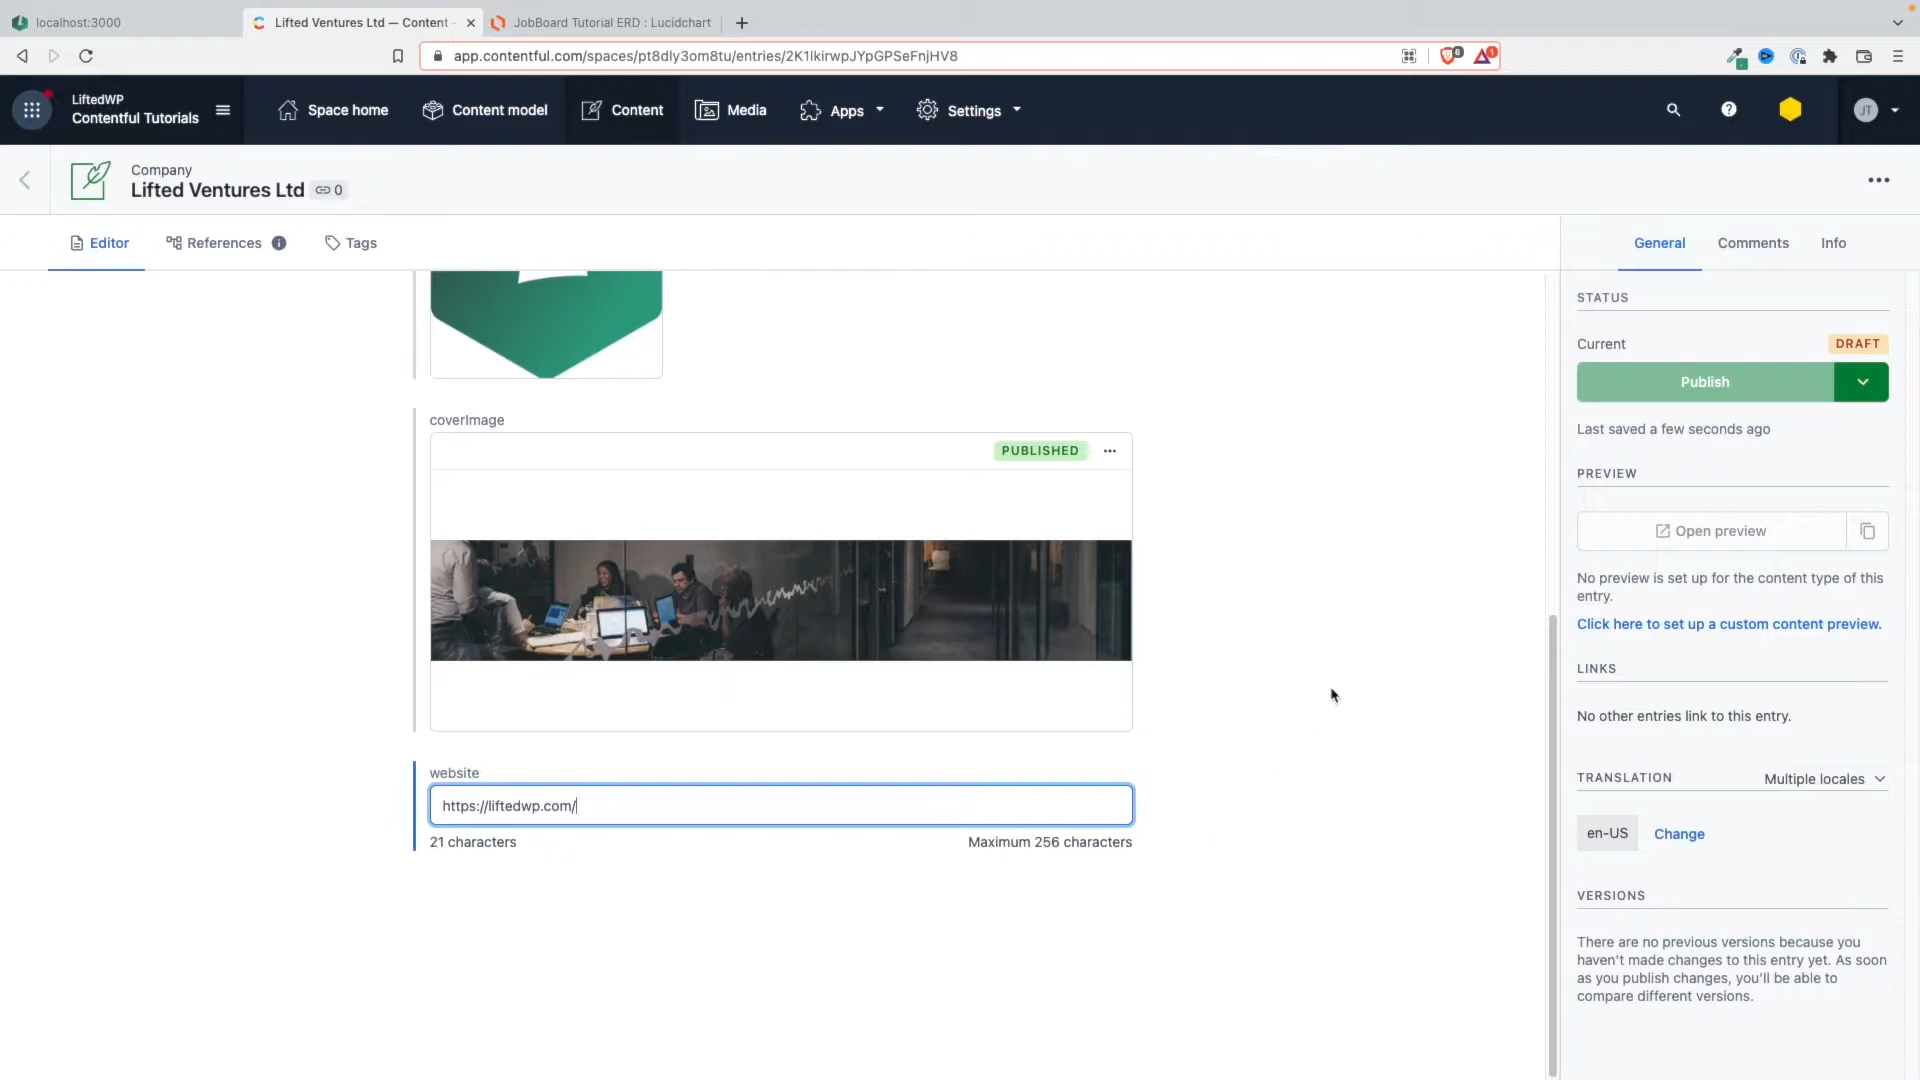 localhost:3000
Lifted Ventures Ltd — Content -
JobBoard Tutorial ERD : Lucidchart
app.contentful.com/spaces/pt8dly3om8tu/entries/2K1lkirwpJYpGPSeFnjHV8
6
1
LiftedWP
Contentful Tutorials
Space home
Content model
Content
Media
Apps
Settings
JT
Company
Lifted Ventures Ltd
0
Editor
References
Tags
General
Comments
Info
STATUS
Current
DRAFT
Publish
Last saved a few seconds ago
PREVIEW
Open preview
No preview is set up for the content type of this
entry.
Click here to set up a custom content preview.
LINKS
No other entries link to this entry.
TRANSLATION
Multiple locales
en-US
Change
VERSIONS
There are no previous versions because you
haven't made changes to this entry yet. As soon
as you publish changes, you'll be able to
compare different versions.
coverImage
PUBLISHED
website
https://liftedwp.com/
21 characters
Maximum 256 characters